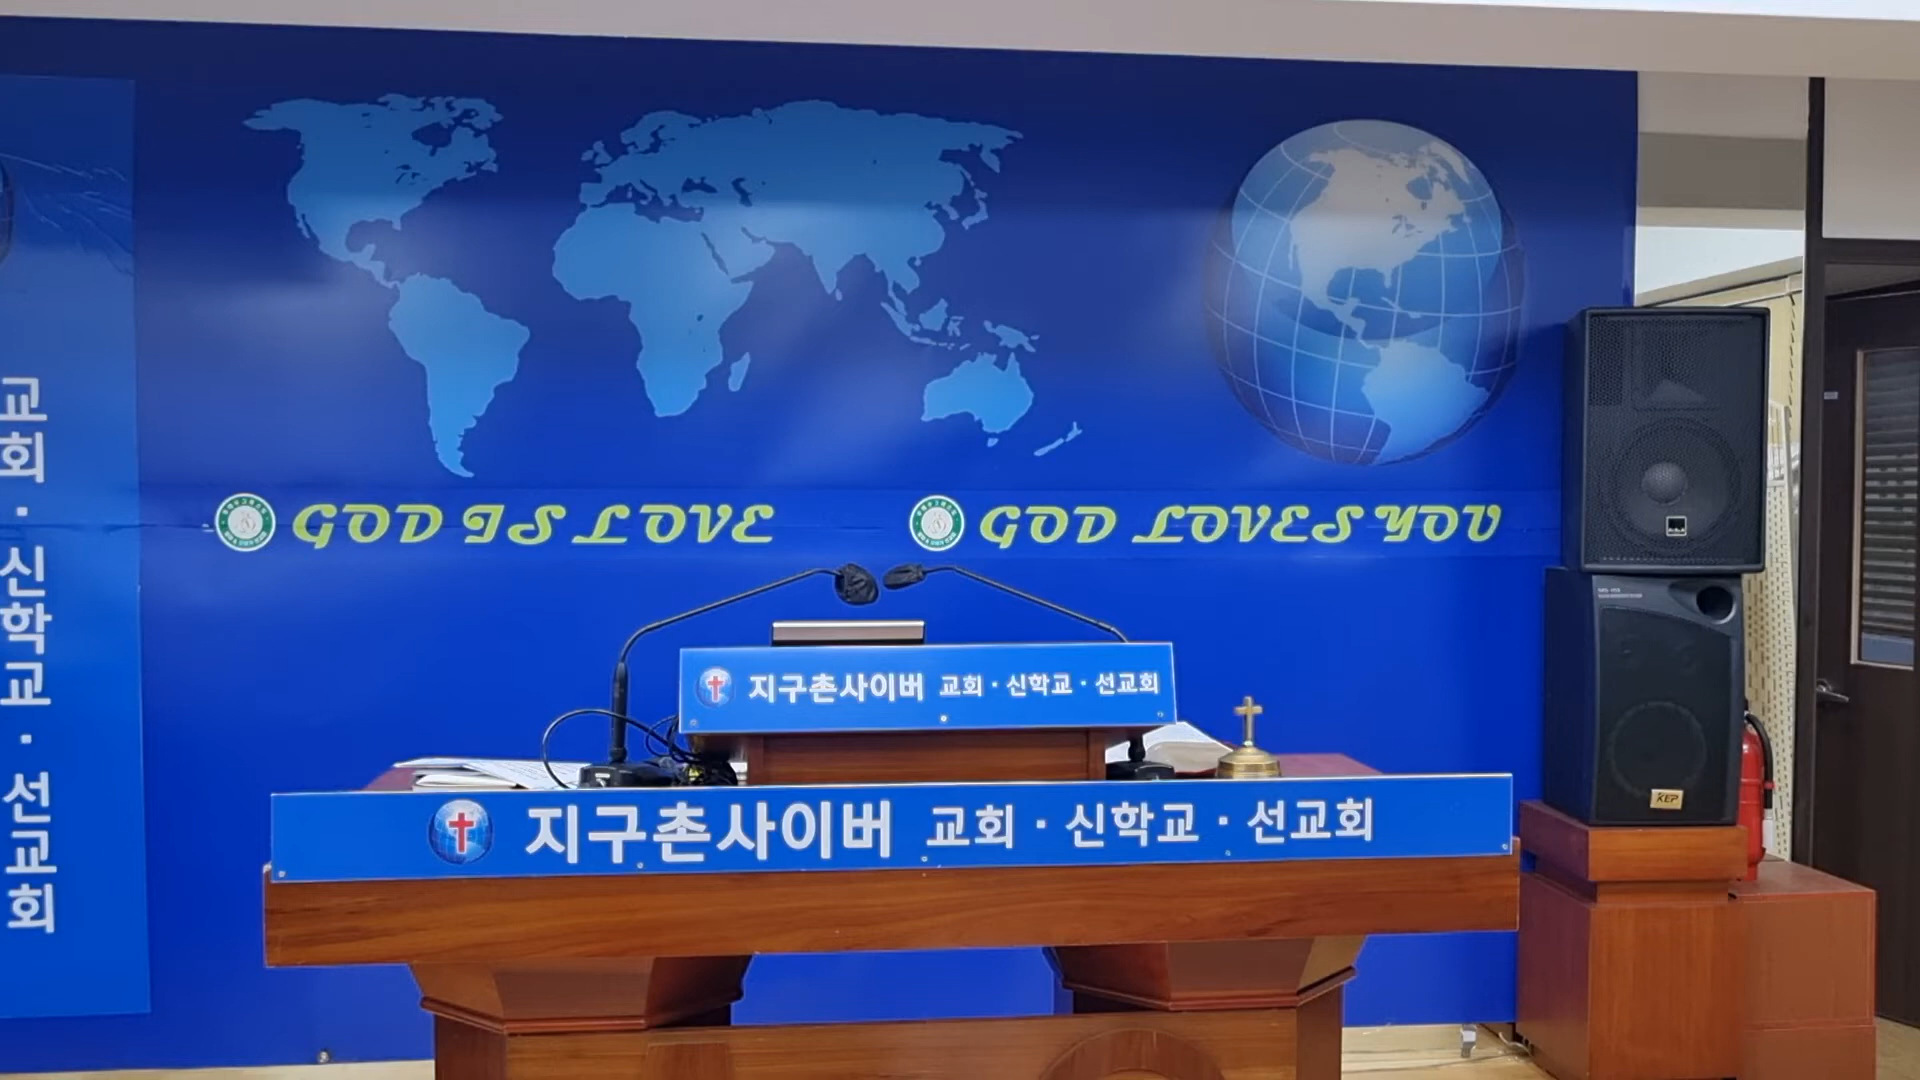 교회 · 신학교 · 선교회
GOD IS LOVE
GOD LOVES YOU
지구촌사이버 교회 · 신학교 · 선교회
지구촌사이버 교회 · 신학교 · 선교회
KEP